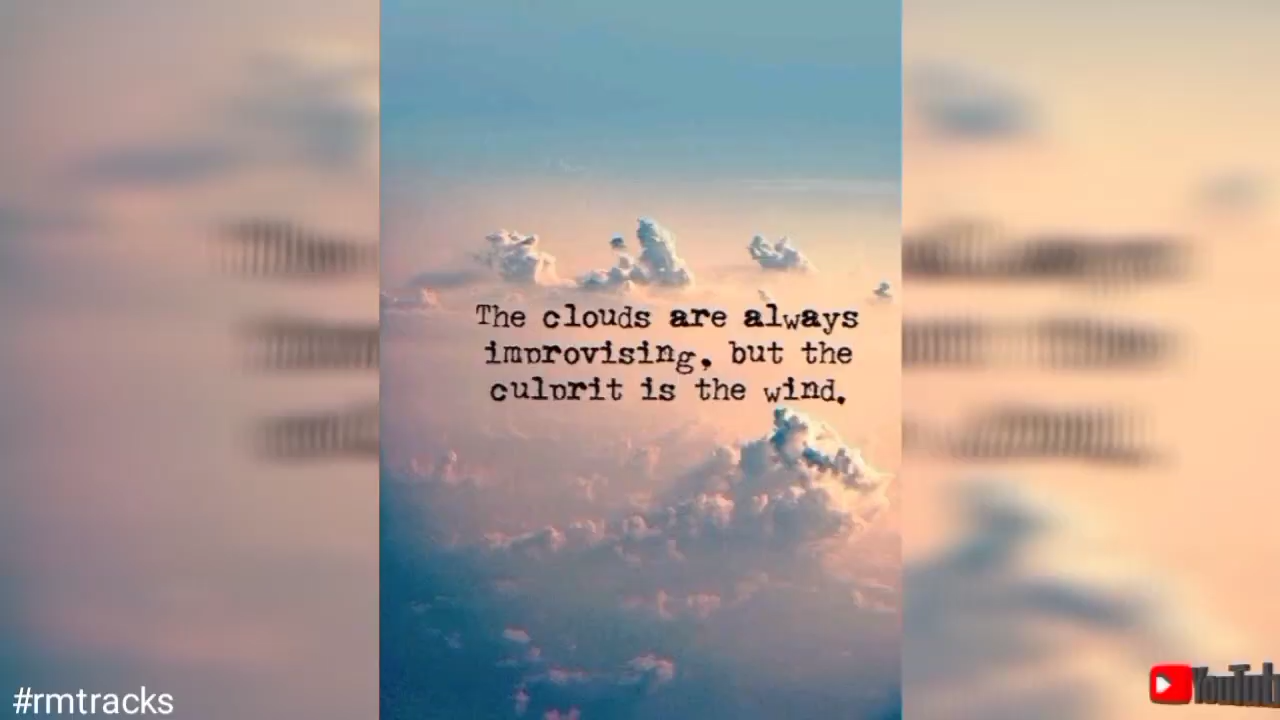 The clouds are always
improvising, but the
culprit is the wind.
#rmtracks
YouTube